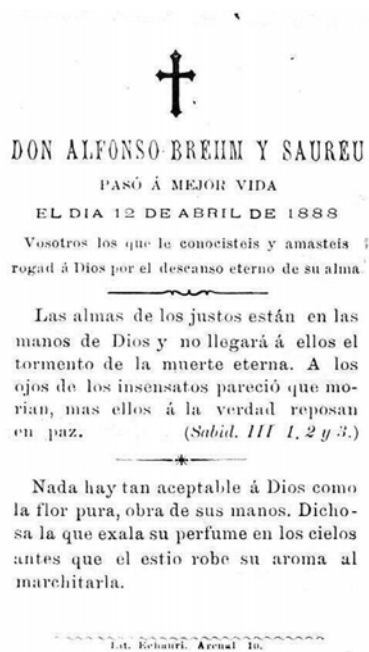 DON ALFONSO BREHM Y SAUREU
PASÓ Á MEJOR VIDA
EL DIA 12 DE ABRIL DE 1888
Vosotros los que le conocisteis y amasteis
rogad á Dios por el descanso eterno de su alma
Las almas de los justos están en las
manos de Dios y no llegará á ellos el
tormento de la muerte eterna. A los
ojos de los insensatos pareció que mo-
rian, mas ellos á la verdad reposan
en paz. (Sabid. III 1, 2 y 3.)
Nada hay tan aceptable á Dios como
la flor pura, obra de sus manos. Dicho-
sa la que exala su perfume en los cielos
antes que el estio robe su aroma al
marchitarla.
Lit. Echauri. Arenal 10.